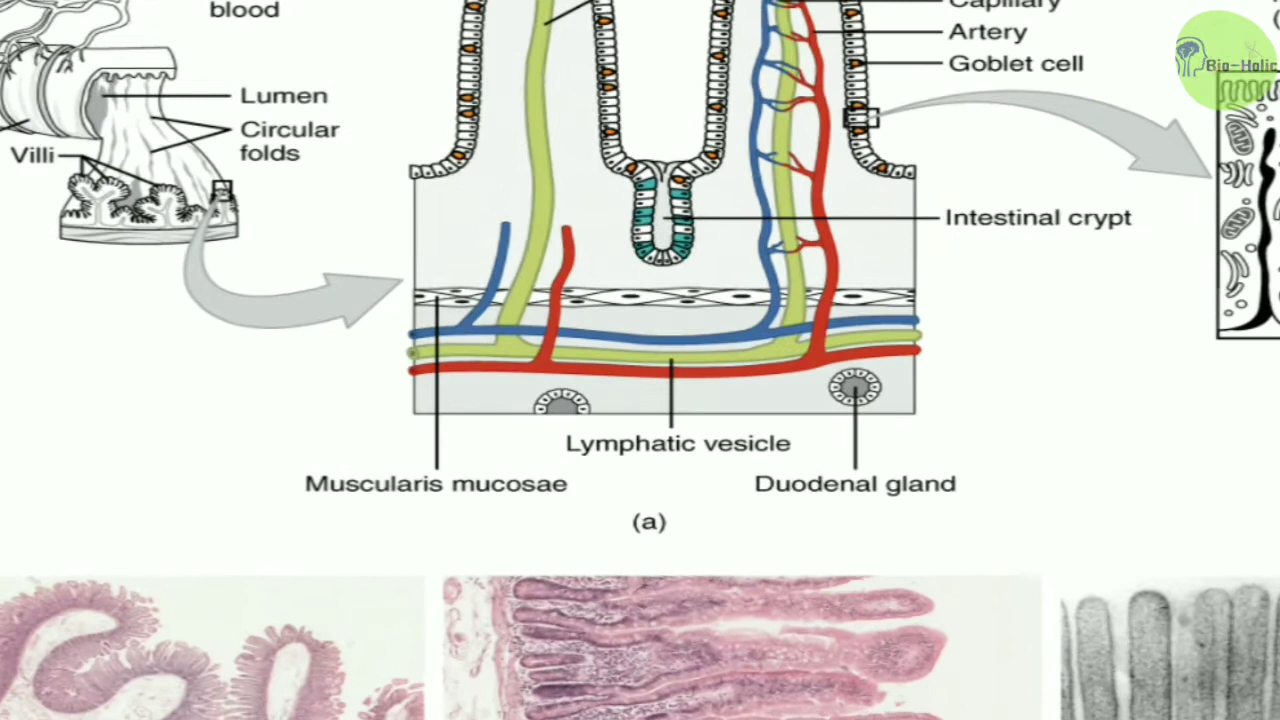 blood
Capillary
Artery
Goblet cell
Bio-Holic
Lumen
Circular
folds
Villi
Intestinal crypt
Lymphatic vesicle
Muscularis mucosae
Duodenal gland
(a)